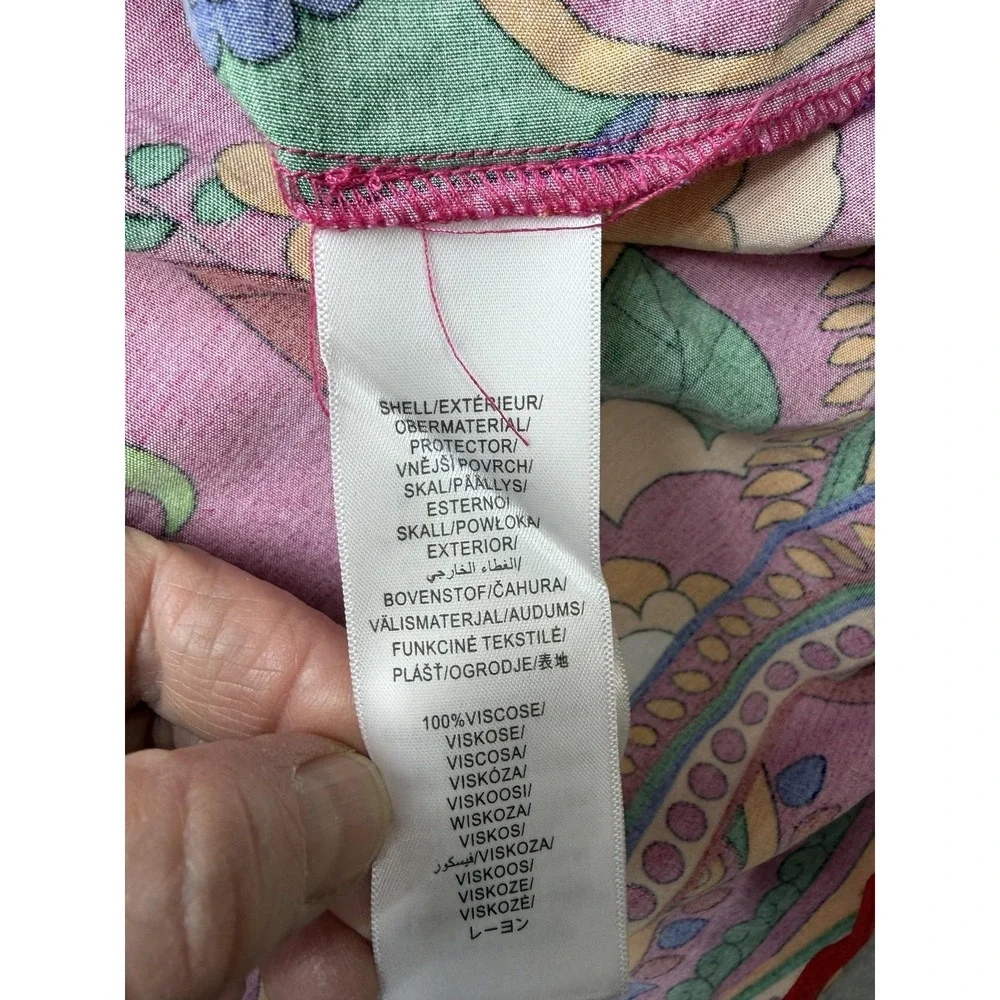 SHELL/EXTÉRIEUR/
OBERMATERIAL/
PROTECTOR/
VNĚJŠÍ POVRCH/
SKAL/PÄÄLLYS/
ESTERNO/
SKALL/POWŁOKA/
EXTERIOR/
الغطاء الخارجي/
BOVENSTOF/ČAHURA/
VÄLISMATERJAL/AUDUMS/
FUNKCINĖ TEKSTILĖ/
PLÁŠŤ/OGRODJE/表地
100%VISCOSE/
VISKOSE/
VISCOSA/
VISKÓZA/
VISKOOSI/
WISKOZA/
VISKOS/
فيسكور/VISKOZA/
VISKOOS/
VISKOZE/
VISKOZĖ/
レーヨン